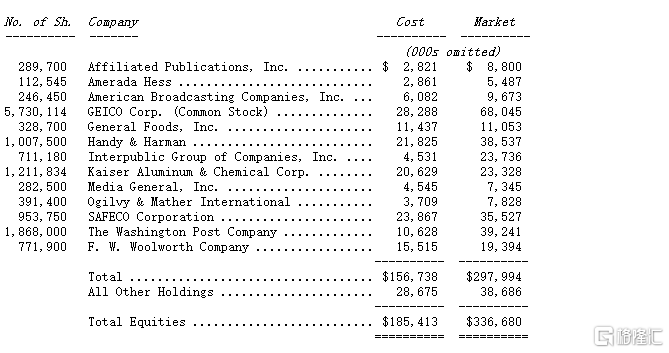 No. of Sh. Company Cost Market
---------- ------- ---------- ----------
(000s omitted)
289,700 Affiliated Publications, Inc. ........... $ 2,821 $ 8,800
112,545 Amerada Hess .......................... 2,861 5,487
246,450 American Broadcasting Companies, Inc. ... 6,082 9,673
5,730,114 GEICO Corp. (Common Stock) .............. 28,288 68,045
328,700 General Foods, Inc. ..................... 11,437 11,053
1,007,500 Handy & Harman .......................... 21,825 38,537
711,180 Interpublic Group of Companies, Inc. .... 4,531 23,736
1,211,834 Kaiser Aluminum & Chemical Corp. ........ 20,629 23,328
282,500 Media General, Inc. ..................... 4,545 7,345
391,400 Ogilvy & Mather International ........... 3,709 7,828
953,750 SAFECO Corporation ...................... 23,867 35,527
1,868,000 The Washington Post Company ............. 10,628 39,241
771,900 F. W. Woolworth Company ................. 15,515 19,394
---------- ----------
Total ................................... $156,738 $297,994
All Other Holdings ...................... 28,675 38,686
---------- ----------
Total Equities .......................... $185,413 $336,680
========== ==========
格隆汇